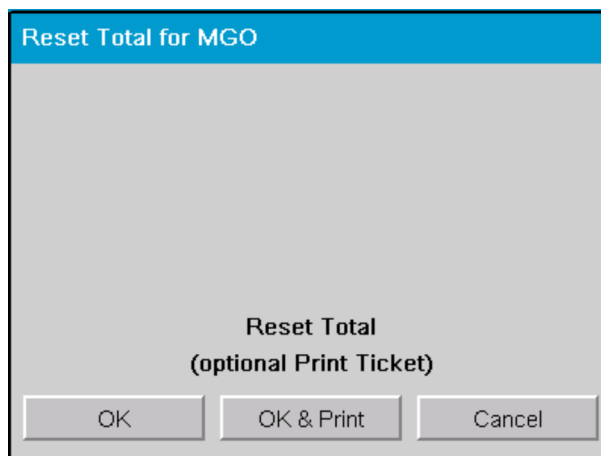 Reset Total for MGO
Reset Total
(optional Print Ticket)
OK
OK & Print
Cancel